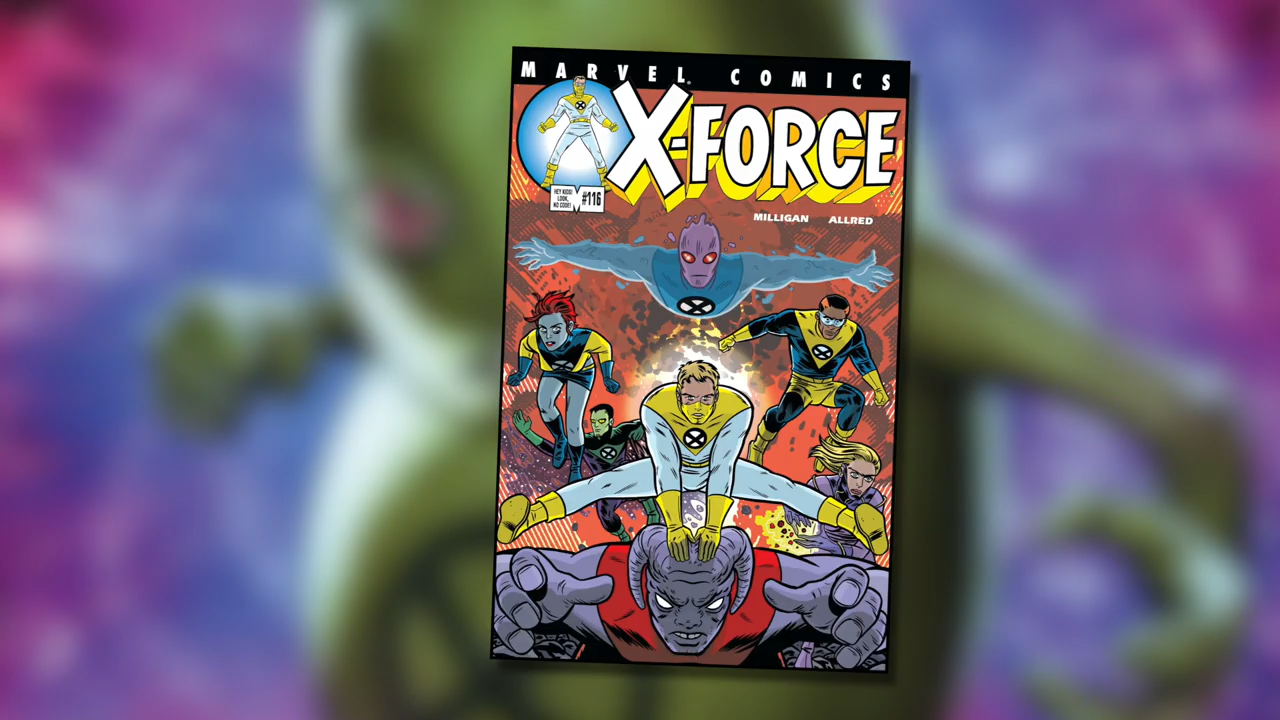 MARVEL COMICS
X-FORCE
HEY KIDS!
LOOK,
NO CODE!
#116
MILLIGAN ALLRED